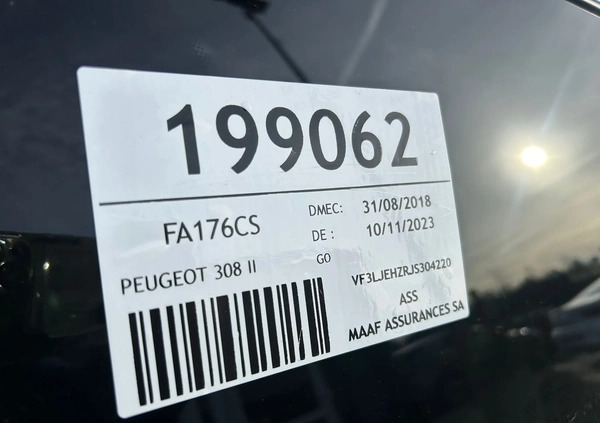 199062
FA176CS
DMEC: 31/08/2018
DE : 10/11/2023
GO
PEUGEOT 308 II
VF3LJEHZRJS304220
ASS
MAAF ASSURANCES SA